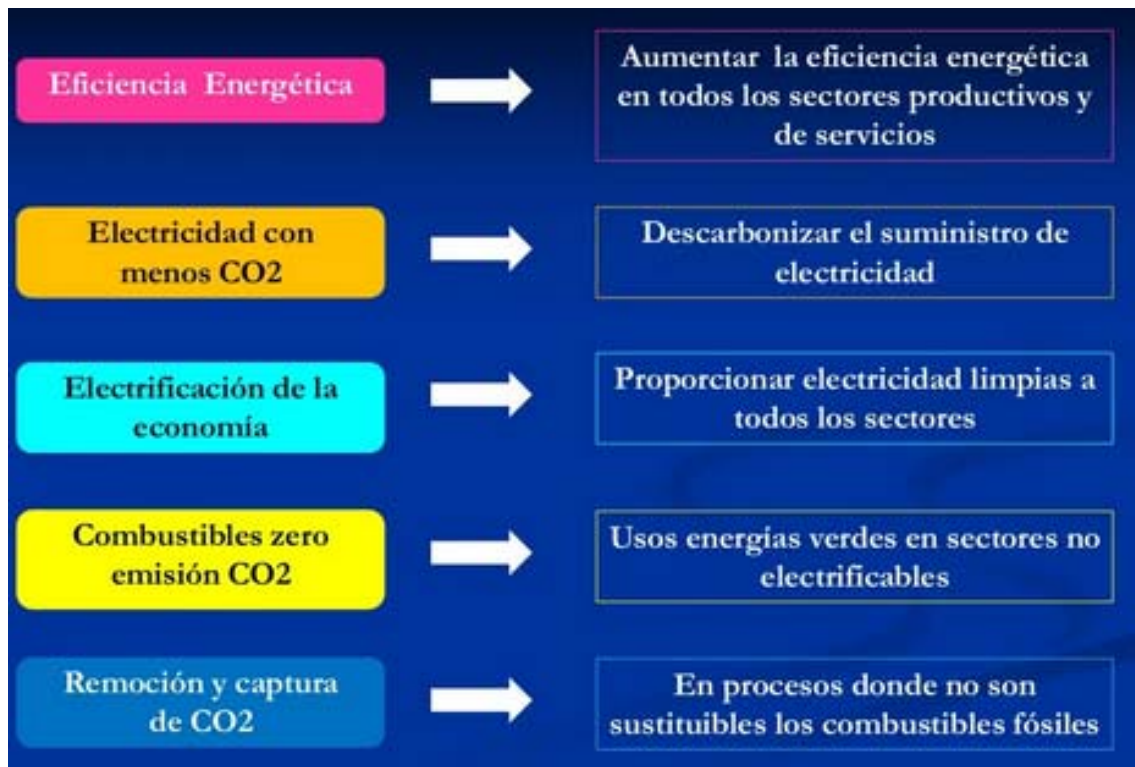 Eficiencia Energética
Aumentar la eficiencia energética
en todos los sectores productivos y
de servicios
Electricidad con
menos CO2
Descarbonizar el suministro de
electricidad
Electrificación de la
economía
Proporcionar electricidad limpias a
todos los sectores
Combustibles zero
emisión CO2
Usos energías verdes en sectores no
electrificables
Remoción y captura
de CO2
En procesos donde no son
sustituibles los combustibles fósiles